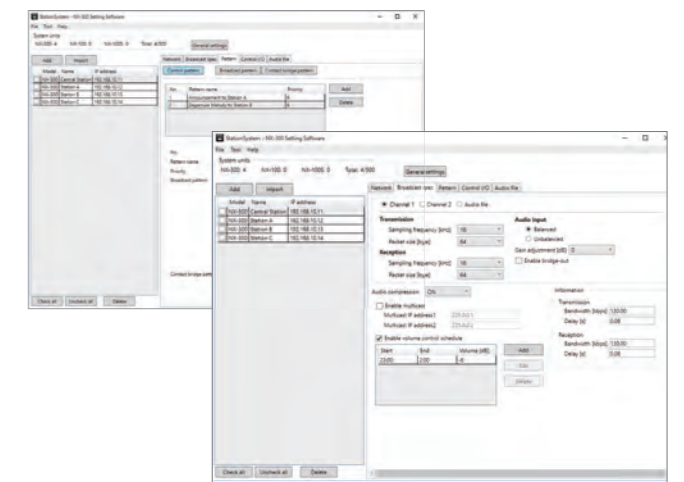 StationSystem - NX-300 Setting Software
File Tool Help
System units
NX-300: 4 NX-100: 0 NX-100S: 0 Total: 4/500 General settings
Add Import
Network Broadcast spec Pattern Control I/O Audio file
Control pattern Broadcast pattern Contact bridge pattern
Model Name IP address
NX-300 Central Station 192.168.10.11
NX-300 Station A 192.168.10.12
NX-300 Station B 192.168.10.13
NX-300 Station C 192.168.10.14
No. Pattern name Priority
1 Announcement to Station A 4
2 Departure Melody to Station B 4
Add
Delete
No.
Pattern name
Priority
Broadcast pattern
Contact bridge patt
Check all Uncheck all Delete
StationSystem - NX-300 Setting Software
File Tool Help
System units
NX-300: 4 NX-100: 0 NX-100S: 0 Total: 4/500 General settings
Add Import
Network Broadcast spec Pattern Control I/O Audio file
Model Name IP address
NX-300 Central Station 192.168.10.11
NX-300 Station A 192.168.10.12
NX-300 Station B 192.168.10.13
NX-300 Station C 192.168.10.14
Channel 1 Channel 2 Audio file
Transmission
Sampling frequency [kHz] 16
Packet size [byte] 64
Reception
Sampling frequency [kHz] 16
Packet size [byte] 64
Audio input
Balanced
Unbalanced
Gain adjustment [dB] 0
Enable bridge-out
Audio compression ON
Enable multicast
Multicast IP address1
Multicast IP address2
Enable volume control schedule
Start End Volume [dB]
23:00 2:00 -6
Add
Edit
Delete
Information
Transmission
Bandwidth [kbps] 130.00
Delay [s] 0.08
Reception
Bandwidth [kbps] 130.00
Delay [s] 0.08
Check all Uncheck all Delete